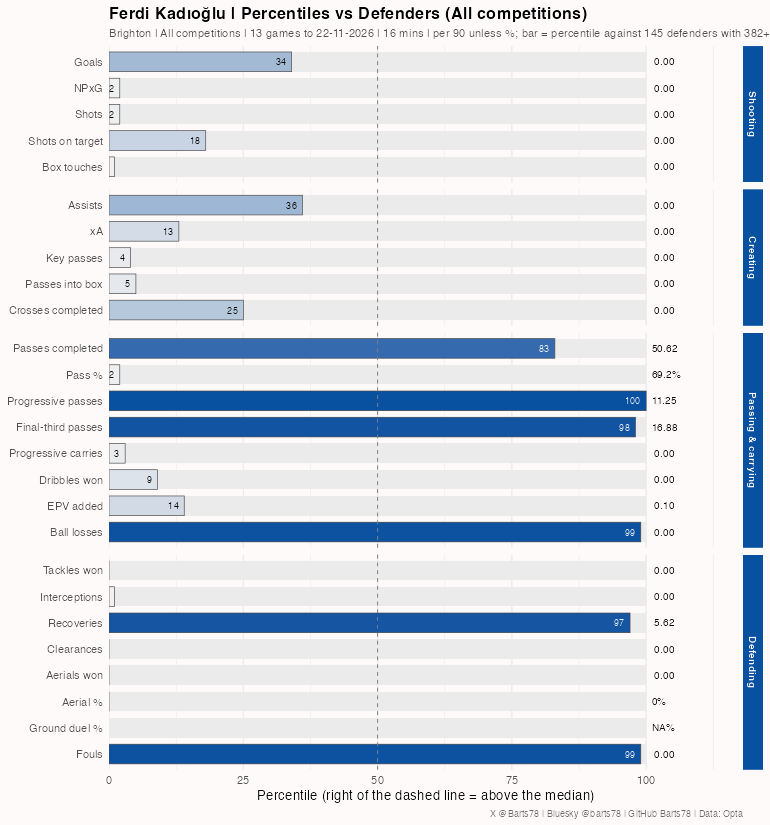 Ferdi Kadıoğlu | Percentiles vs Defenders (All competitions)
Brighton | All competitions | 13 games to 22-11-2026 | 16 mins | per 90 unless %; bar = percentile against 145 defenders with 382+
Goals 34 0.00
NPxG 2 0.00
Shots 2 0.00
Shots on target 18 0.00
Box touches 0.00
Shooting
Assists 36 0.00
xA 13 0.00
Key passes 4 0.00
Passes into box 5 0.00
Crosses completed 25 0.00
Creating
Passes completed 83 50.62
Pass % 2 69.2%
Progressive passes 100 11.25
Final-third passes 98 16.88
Progressive carries 3 0.00
Dribbles won 9 0.00
EPV added 14 0.10
Ball losses 99 0.00
Passing & carrying
Tackles won 0.00
Interceptions 0.00
Recoveries 97 5.62
Clearances 0.00
Aerials won 0.00
Aerial % 0%
Ground duel % NA%
Fouls 99 0.00
Defending
0 25 50 75 100
Percentile (right of the dashed line = above the median)
X @Barts78 | Bluesky @barts78 | GitHub Barts78 | Data: Opta